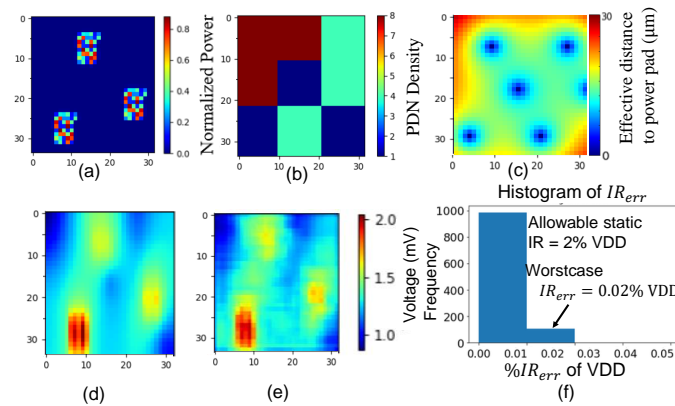 0
10
20
30
0 10 20 30
(a)
0.8
0.6
0.4
0.2
0.0
Normalized Power
0
10
20
30
0 10 20 30
(b)
8
7
6
5
4
3
2
1
PDN Density
0
10
20
30
0 10 20 30
(c)
30
0
Effective distance
to power pad (μm)
0
10
20
30
0 10 20 30
(d)
0
10
20
30
0 10 20 30
(e)
2.0
1.5
1.0
Voltage (mV)
Histogram of IRerr
1000
800
600
400
200
0
Frequency
Allowable static
IR = 2% VDD
Worstcase
IRerr = 0.02% VDD
0.00 0.01 0.02 0.03 0.04 0.05
%IRerr of VDD
(f)